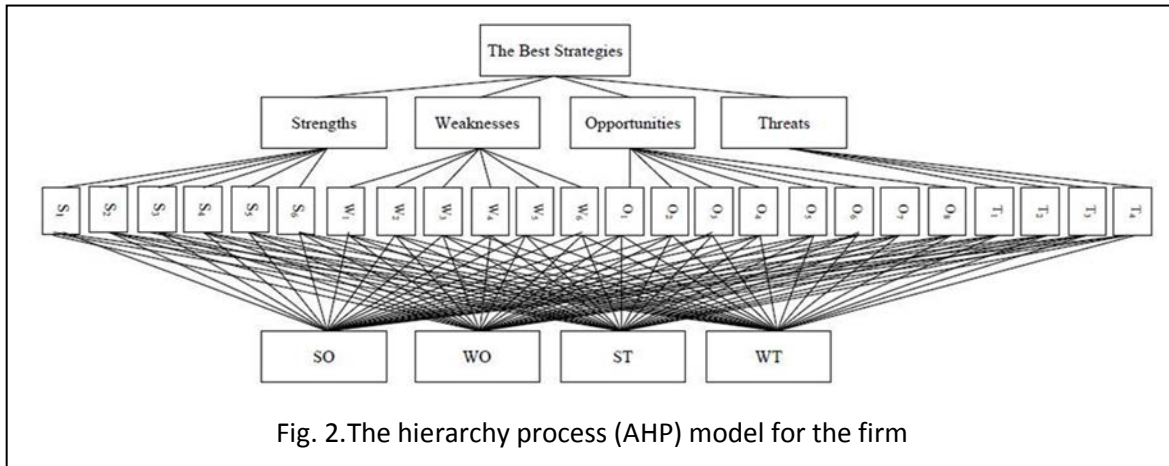 The Best Strategies
Strengths Weaknesses Opportunities Threats
S₁ S₂ S₃ S₄ S₅ S₆ W₁ W₂ W₃ W₄ W₅ W₆ O₁ O₂ O₃ O₄ O₅ O₆ O₇ O₈ T₁ T₂ T₃ T₄
SO WO ST WT
Fig. 2.The hierarchy process (AHP) model for the firm